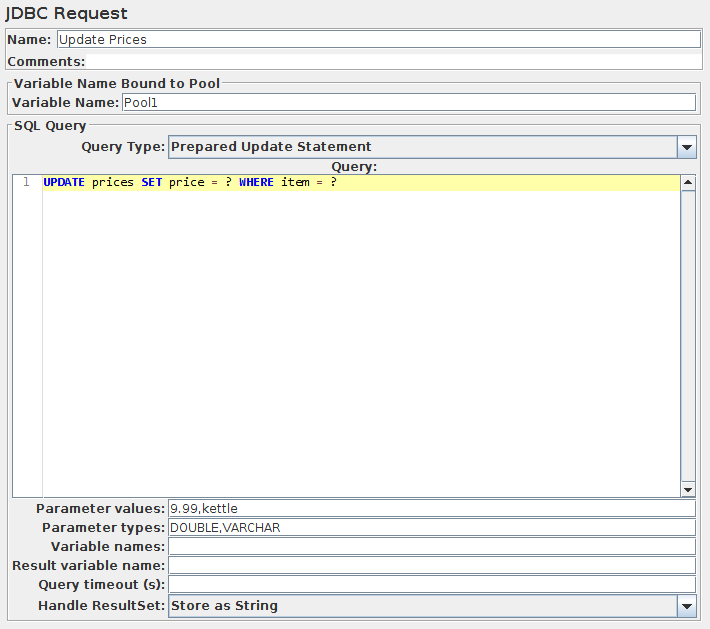 JDBC Request
Name: Update Prices
Comments:
Variable Name Bound to Pool
Variable Name: Pool1
SQL Query
Query Type: Prepared Update Statement
Query:
1 UPDATE prices SET price = ? WHERE item = ?
Parameter values: 9.99,kettle
Parameter types: DOUBLE,VARCHAR
Variable names:
Result variable name:
Query timeout (s):
Handle ResultSet: Store as String